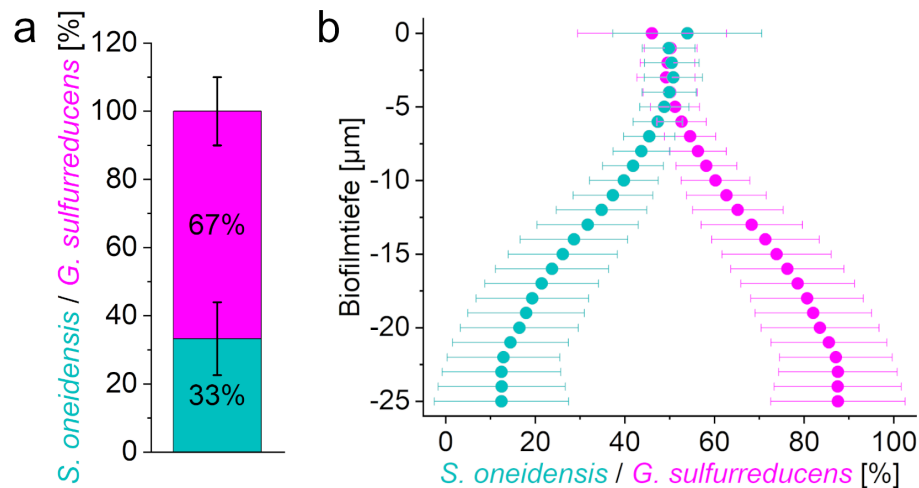 a
S. oneidensis / G. sulfurreducens [%]
120
100
80
60
40
20
0
67%
33%
b
Biofilmtiefe [µm]
-0
-5
-10
-15
-20
-25
0 20 40 60 80 100
S. oneidensis / G. sulfurreducens [%]